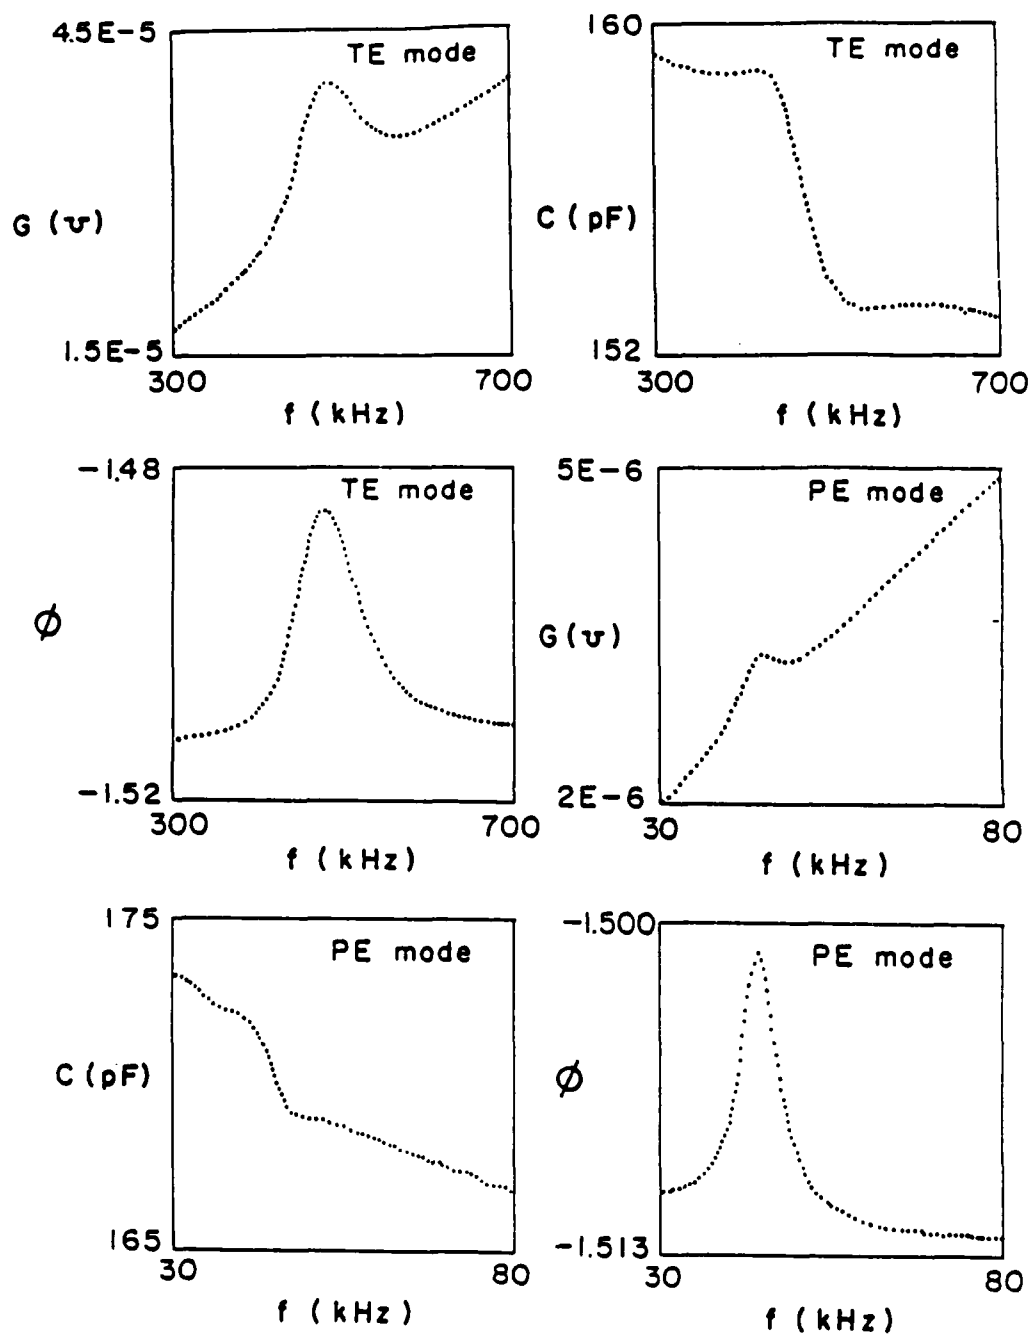 4.5E-5
TE mode
G (℧)
1.5E-5
300
700
f (kHz)
160
TE mode
C (pF)
152
300
700
f (kHz)
-1.48
TE mode
ϕ
-1.52
300
700
f (kHz)
5E-6
PE mode
G (℧)
2E-6
30
80
f (kHz)
175
PE mode
C (pF)
165
30
80
f (kHz)
-1.500
PE mode
ϕ
-1.513
30
80
f (kHz)